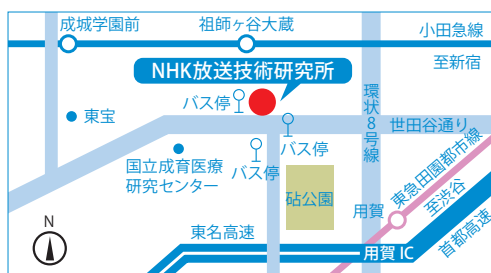 成城学園前
祖師ヶ谷大蔵
小田急線
至新宿
NHK放送技術研究所
バス停
環状8号線
東宝
世田谷通り
バス停
バス停
国立成育医療
研究センター
砧公園
東急田園都市線
至渋谷
用賀
首都高速
N
東名高速
用賀 IC